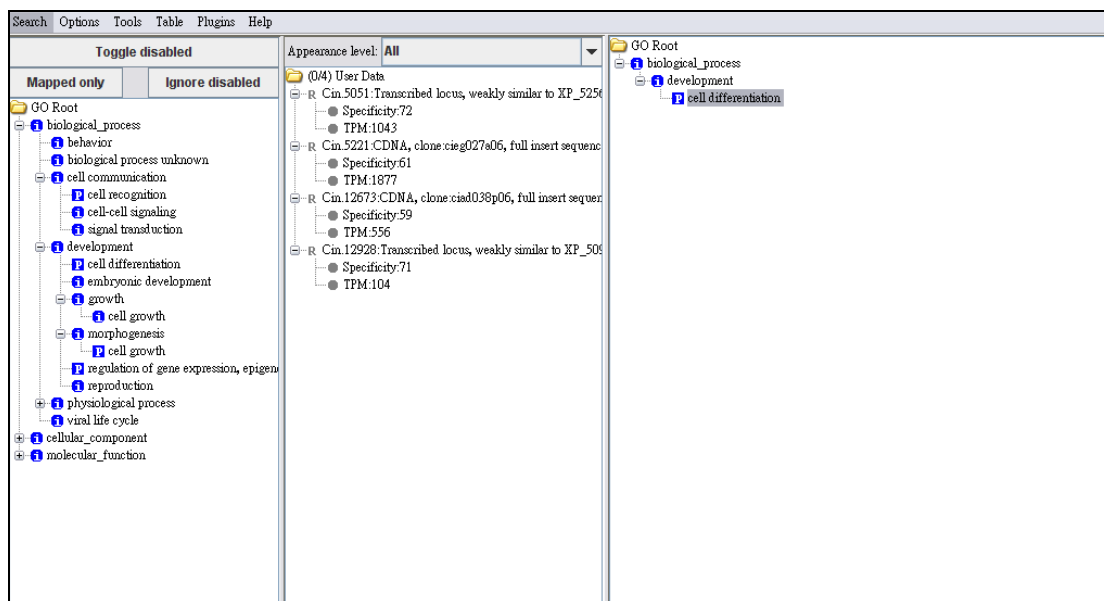 Search Options Tools Table Plugins Help
Toggle disabled
Mapped only Ignore disabled
GO Root
biological_process
behavior
biological process unknown
cell communication
cell recognition
cell-cell signaling
signal transduction
development
cell differentiation
embryonic development
growth
cell growth
morphogenesis
cell growth
regulation of gene expression, epigen
reproduction
physiological process
viral life cycle
cellular_component
molecular_function
Appearance level: All
(0/4) User Data
R Cin.5051:Transcribed locus, weakly similar to XP_5256
Specificity:72
TPM:1043
R Cin.5221:CDNA, clone:cieg027a06, full insert sequenc
Specificity:61
TPM:1877
R Cin.12673:CDNA, clone:ciad038p06, full insert sequen
Specificity:59
TPM:556
R Cin.12928:Transcribed locus, weakly similar to XP_509
Specificity:71
TPM:104
GO Root
biological_process
development
cell differentiation